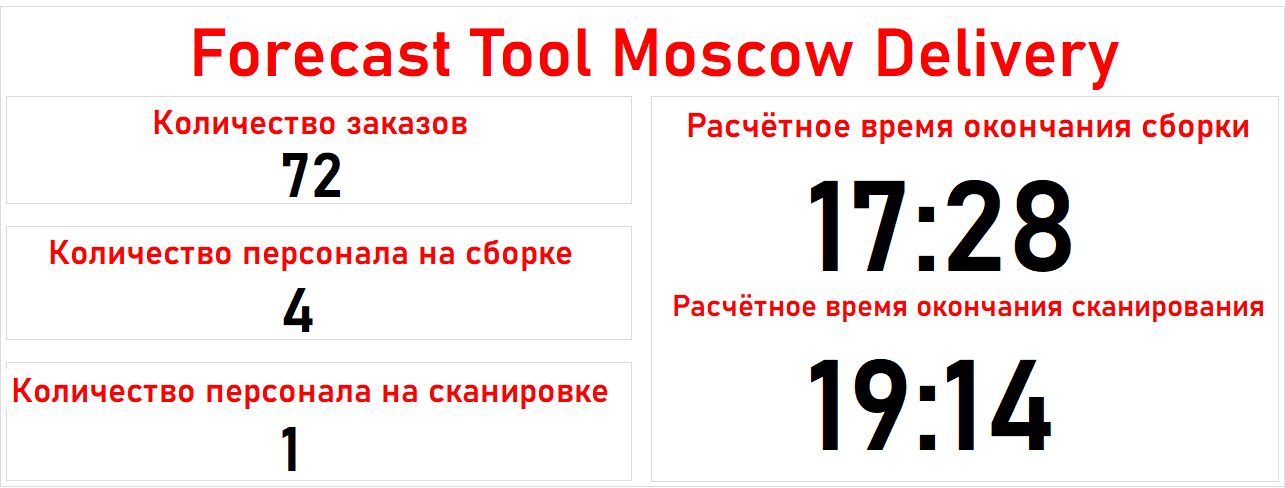 Forecast Tool Moscow Delivery
Количество заказов
72
Количество персонала на сборке
4
Количество персонала на сканировке
1
Расчётное время окончания сборки
17:28
Расчётное время окончания сканирования
19:14